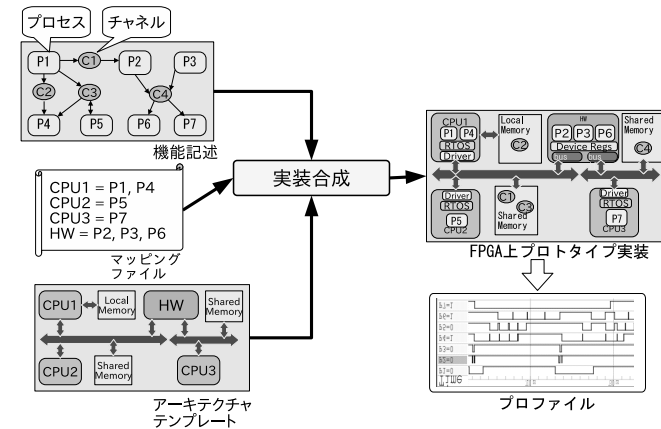 プロセス
チャネル
P1
C1
P2
P3
C2
C3
C4
P4
P5
P6
P7
機能記述
CPU1 = P1, P4
CPU2 = P5
CPU3 = P7
HW = P2, P3, P6
マッピング
ファイル
CPU1
Local
Memory
HW
Shared
Memory
CPU2
Shared
Memory
CPU3
アーキテクチャ
テンプレート
実装合成
CPU1
P1 P4
RTOS
Driver
Local
Memory
C2
HW
P2 P3 P6
Device Regs
bus bus
Shared
Memory
C4
Driver
RTOS
P5
CPU2
C1
C3
Shared
Memory
Driver
RTOS
P7
CPU3
FPGA上プロトタイプ実装
プロファイル